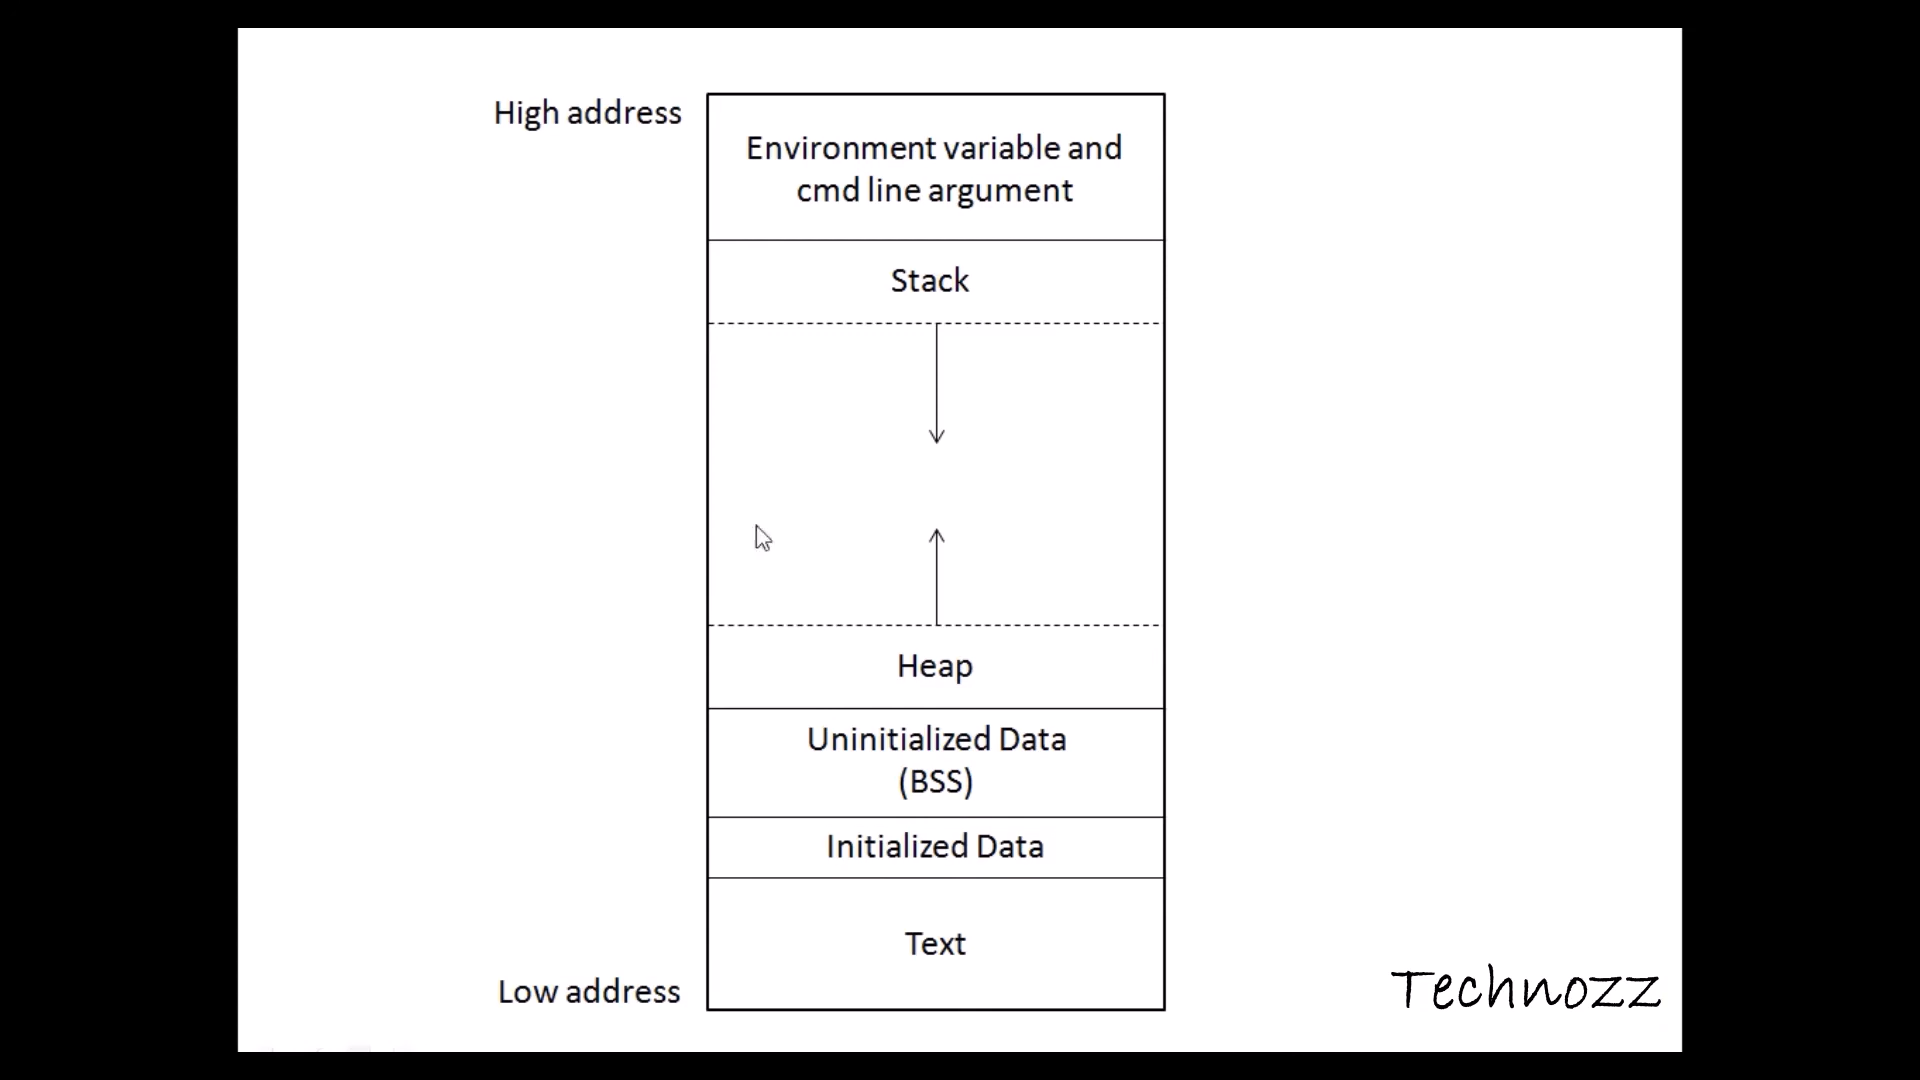 High address
Environment variable and
cmd line argument
Stack
Heap
Uninitialized Data
(BSS)
Initialized Data
Text
Low address
Technozz